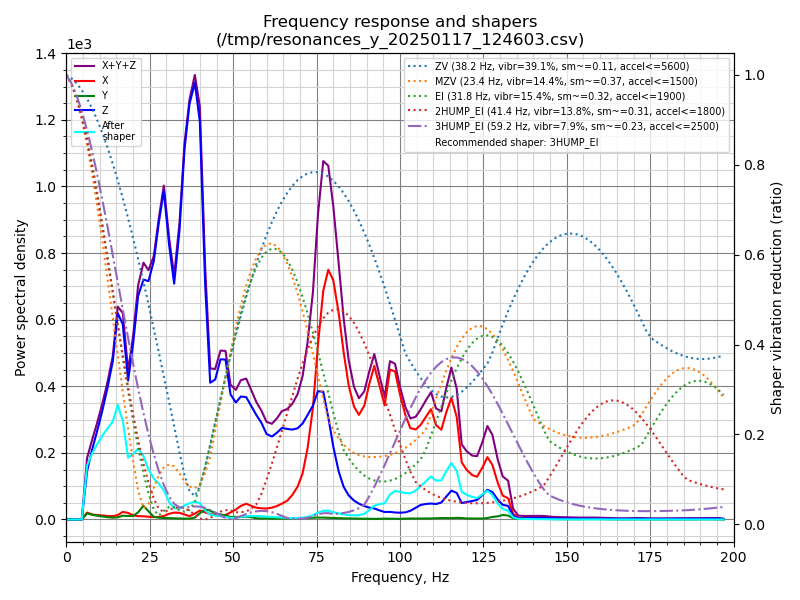 Frequency response and shapers
(/tmp/resonances_y_20250117_124603.csv)
1e3
X+Y+Z
X
Y
Z
After
shaper
ZV (38.2 Hz, vibr=39.1%, sm~=0.11, accel<=5600)
MZV (23.4 Hz, vibr=14.4%, sm~=0.37, accel<=1500)
EI (31.8 Hz, vibr=15.4%, sm~=0.32, accel<=1900)
2HUMP_EI (41.4 Hz, vibr=13.8%, sm~=0.31, accel<=1800)
3HUMP_EI (59.2 Hz, vibr=7.9%, sm~=0.23, accel<=2500)
Recommended shaper: 3HUMP_EI
Power spectral density
1.4
1.2
1.0
0.8
0.6
0.4
0.2
0.0
1.0
0.8
0.6
0.4
0.2
0.0
Shaper vibration reduction (ratio)
0 25 50 75 100 125 150 175 200
Frequency, Hz